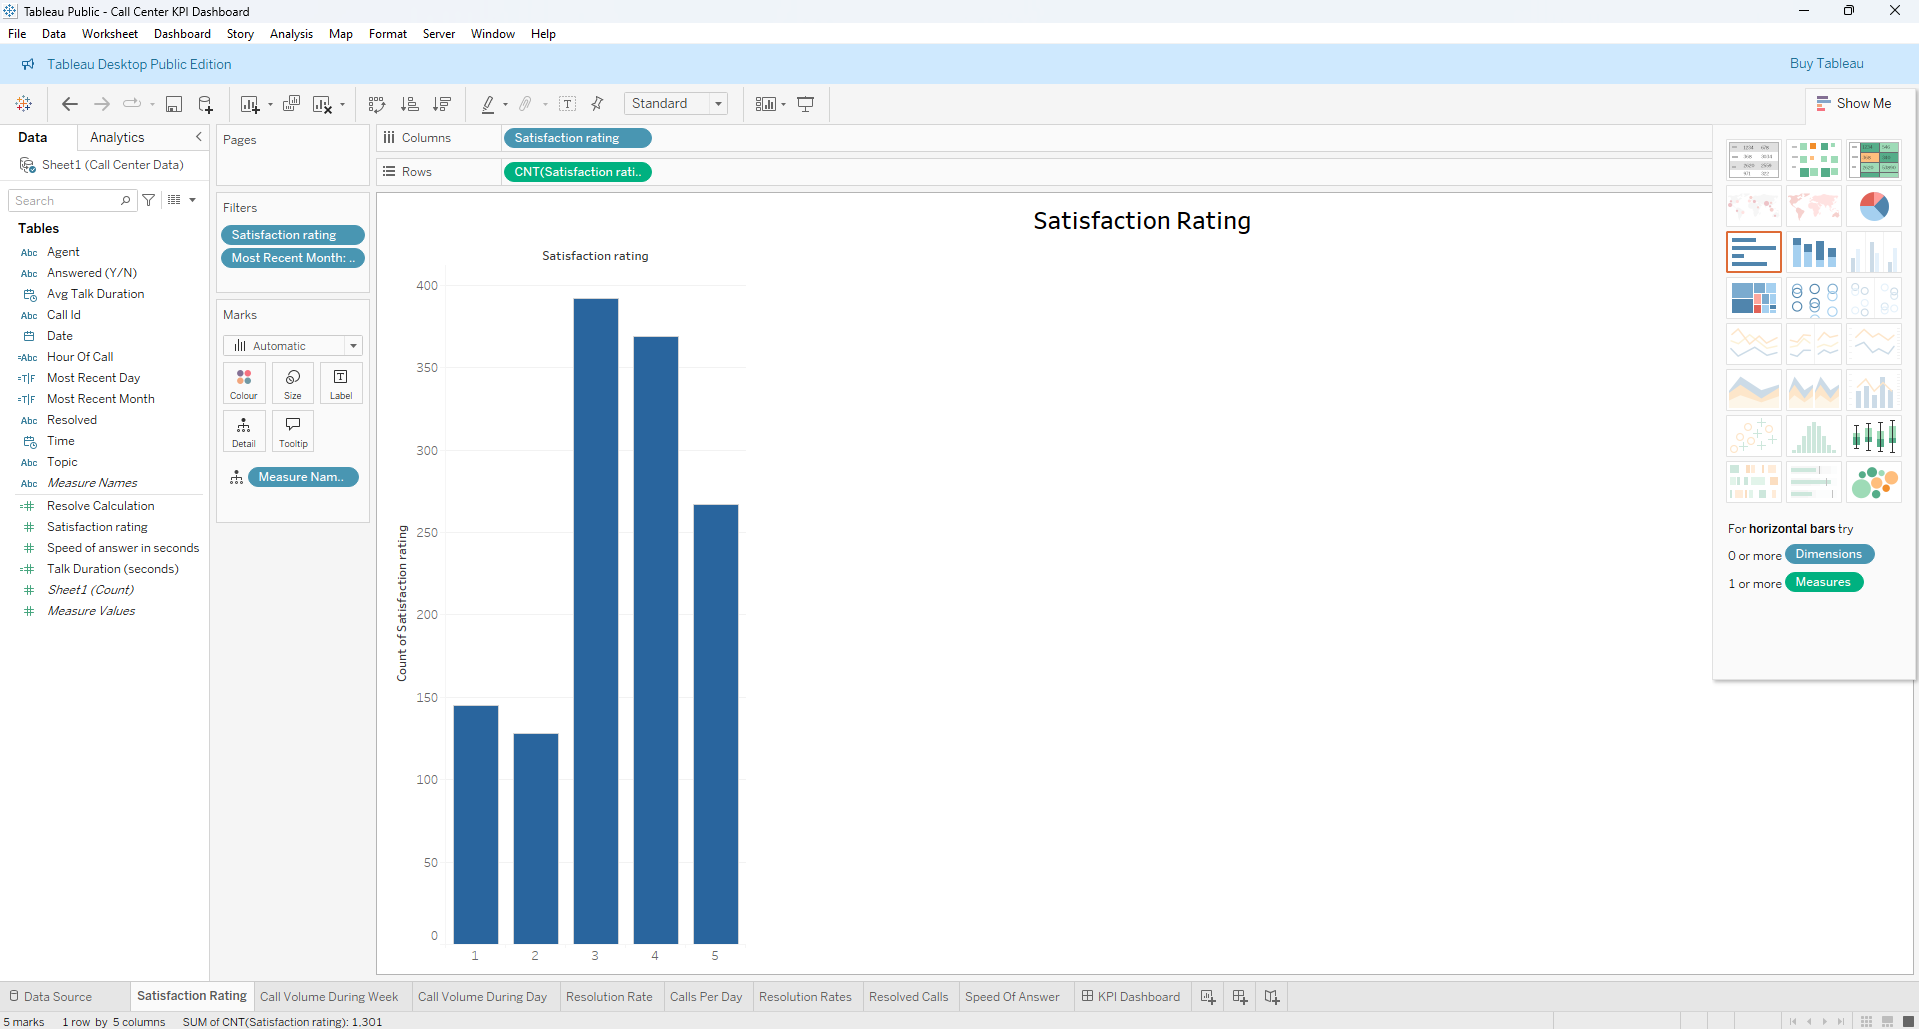 Tableau Public - Call Center KPI Dashboard
File Data Worksheet Dashboard Story Analysis Map Format Server Window Help
Tableau Desktop Public Edition
Buy Tableau
Standard
Show Me
Data Analytics
Sheet1 (Call Center Data)
Search
Tables
Abc Agent
Abc Answered (Y/N)
Avg Talk Duration
Abc Call Id
Date
=Abc Hour Of Call
=T|F Most Recent Day
=T|F Most Recent Month
Abc Resolved
Time
Abc Topic
Abc Measure Names
=# Resolve Calculation
# Satisfaction rating
# Speed of answer in seconds
=# Talk Duration (seconds)
# Sheet1 (Count)
# Measure Values
Pages
Filters
Satisfaction rating
Most Recent Month: ..
Marks
Automatic
Colour Size Label
Detail Tooltip
Measure Nam..
Columns Satisfaction rating
Rows CNT(Satisfaction rati..
Satisfaction Rating
Satisfaction rating
Count of Satisfaction rating
400
350
300
250
200
150
100
50
0
1 2 3 4 5
For horizontal bars try
0 or more Dimensions
1 or more Measures
Data Source Satisfaction Rating Call Volume During Week Call Volume During Day Resolution Rate Calls Per Day Resolution Rates Resolved Calls Speed Of Answer KPI Dashboard
5 marks 1 row by 5 columns SUM of CNT(Satisfaction rating): 1,301